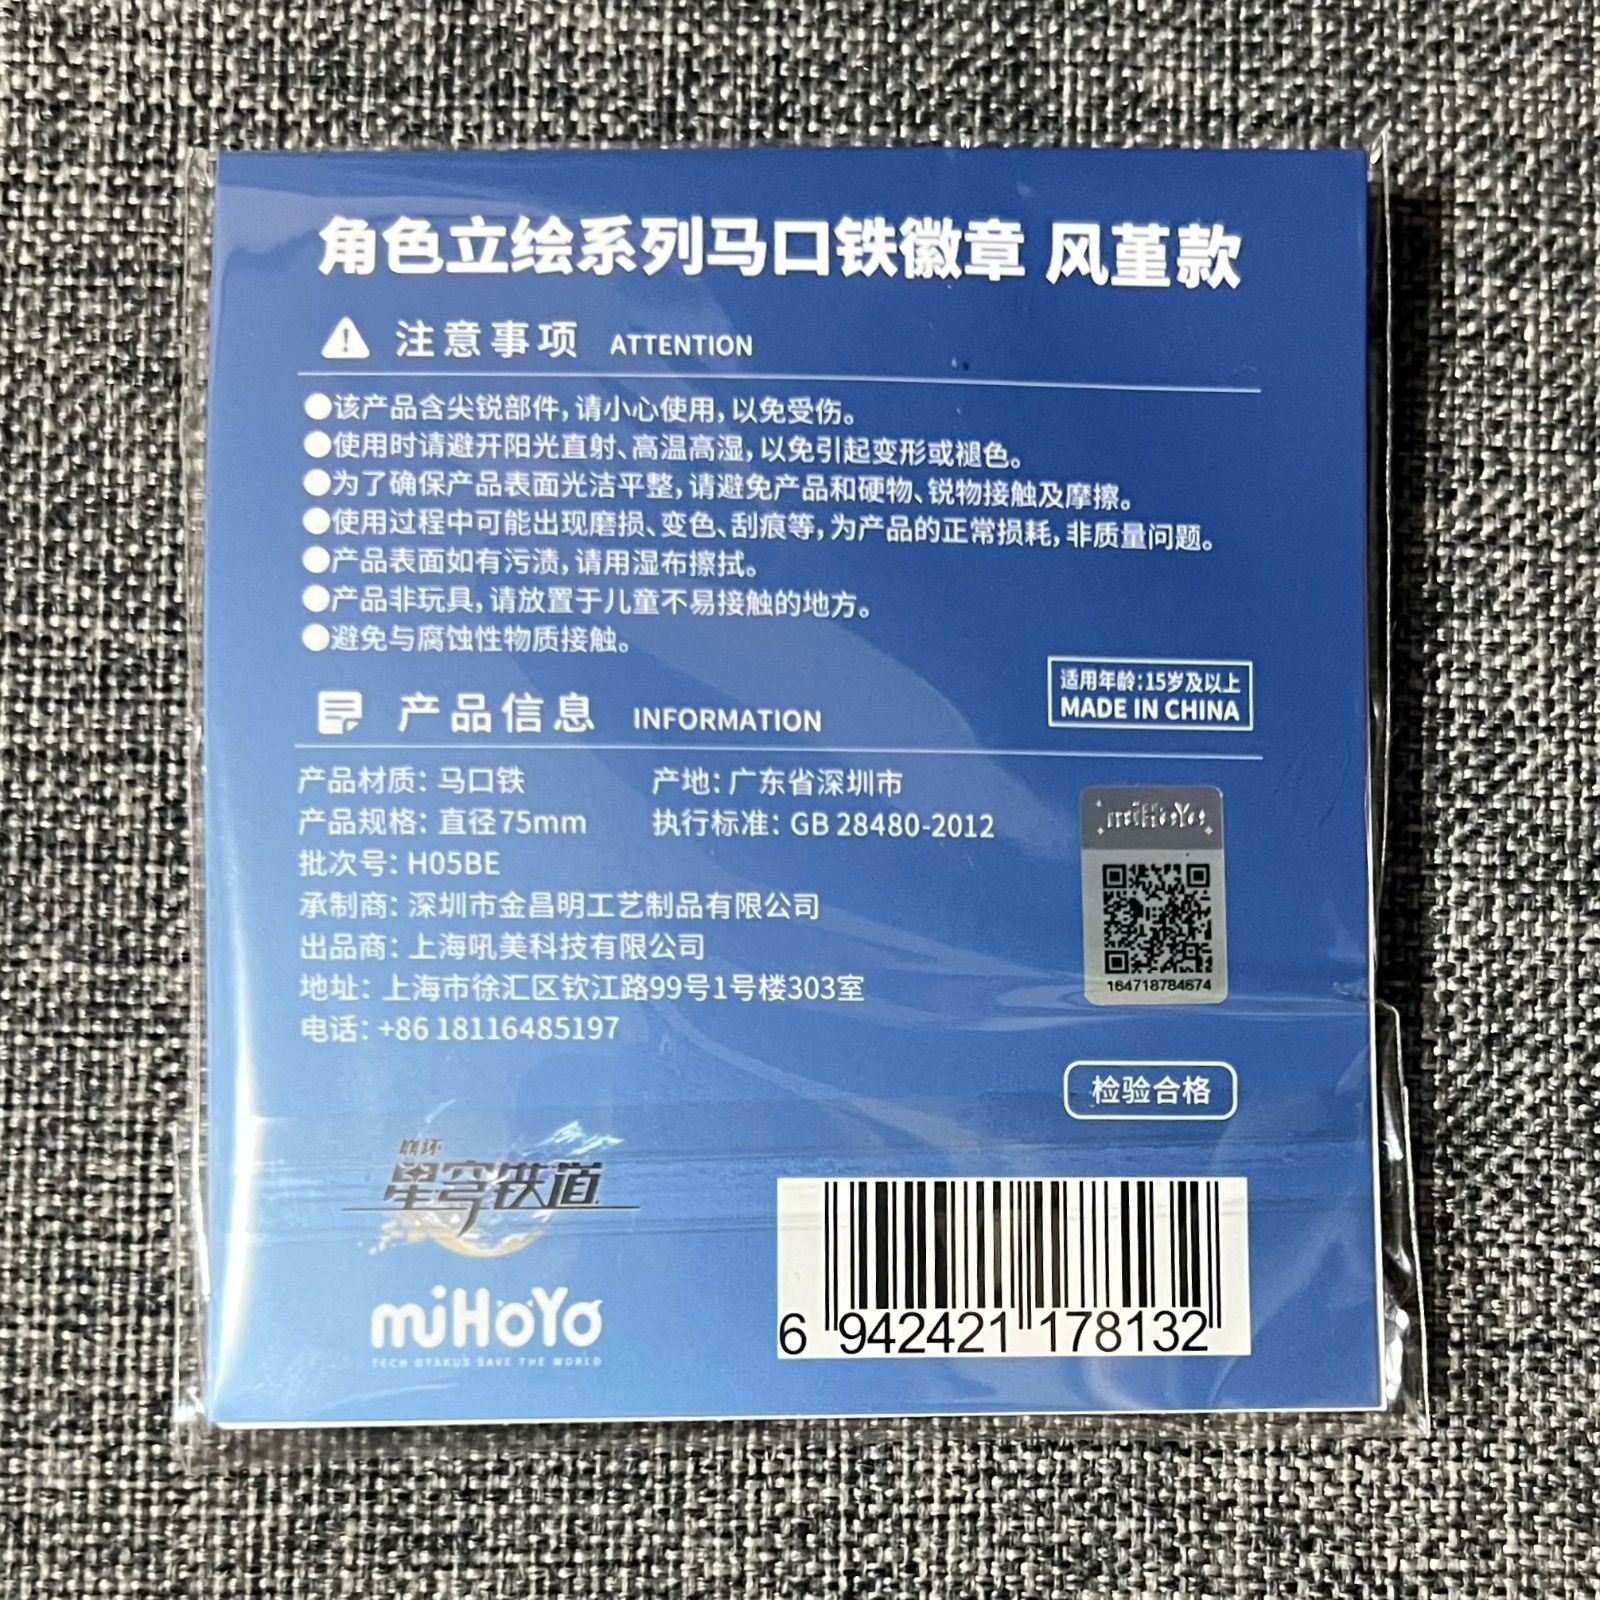 角色立绘系列马口铁徽章 风堇款
注意事项 ATTENTION
●该产品含尖锐部件，请小心使用，以免受伤。
●使用时请避开阳光直射、高温高湿，以免引起变形或褪色。
●为了确保产品表面光洁平整，请避免产品和硬物、锐物接触及摩擦。
●使用过程中可能出现磨损、变色、刮痕等，为产品的正常损耗，非质量问题。
●产品表面如有污渍，请用湿布擦拭。
●产品非玩具，请放置于儿童不易接触的地方。
●避免与腐蚀性物质接触。
适用年龄：15岁及以上
MADE IN CHINA
产品信息 INFORMATION
产品材质：马口铁 产地：广东省深圳市
产品规格：直径75mm 执行标准：GB 28480-2012
批次号：H05BE
承制商：深圳市金昌明工艺制品有限公司
出品商：上海吼美科技有限公司
地址：上海市徐汇区钦江路99号1号楼303室
电话：+86 18116485197
miHoYo
164718784674
检验合格
崩坏
星穹铁道
miHoYo
TECH OTAKUS SAVE THE WORLD
6 942421 178132